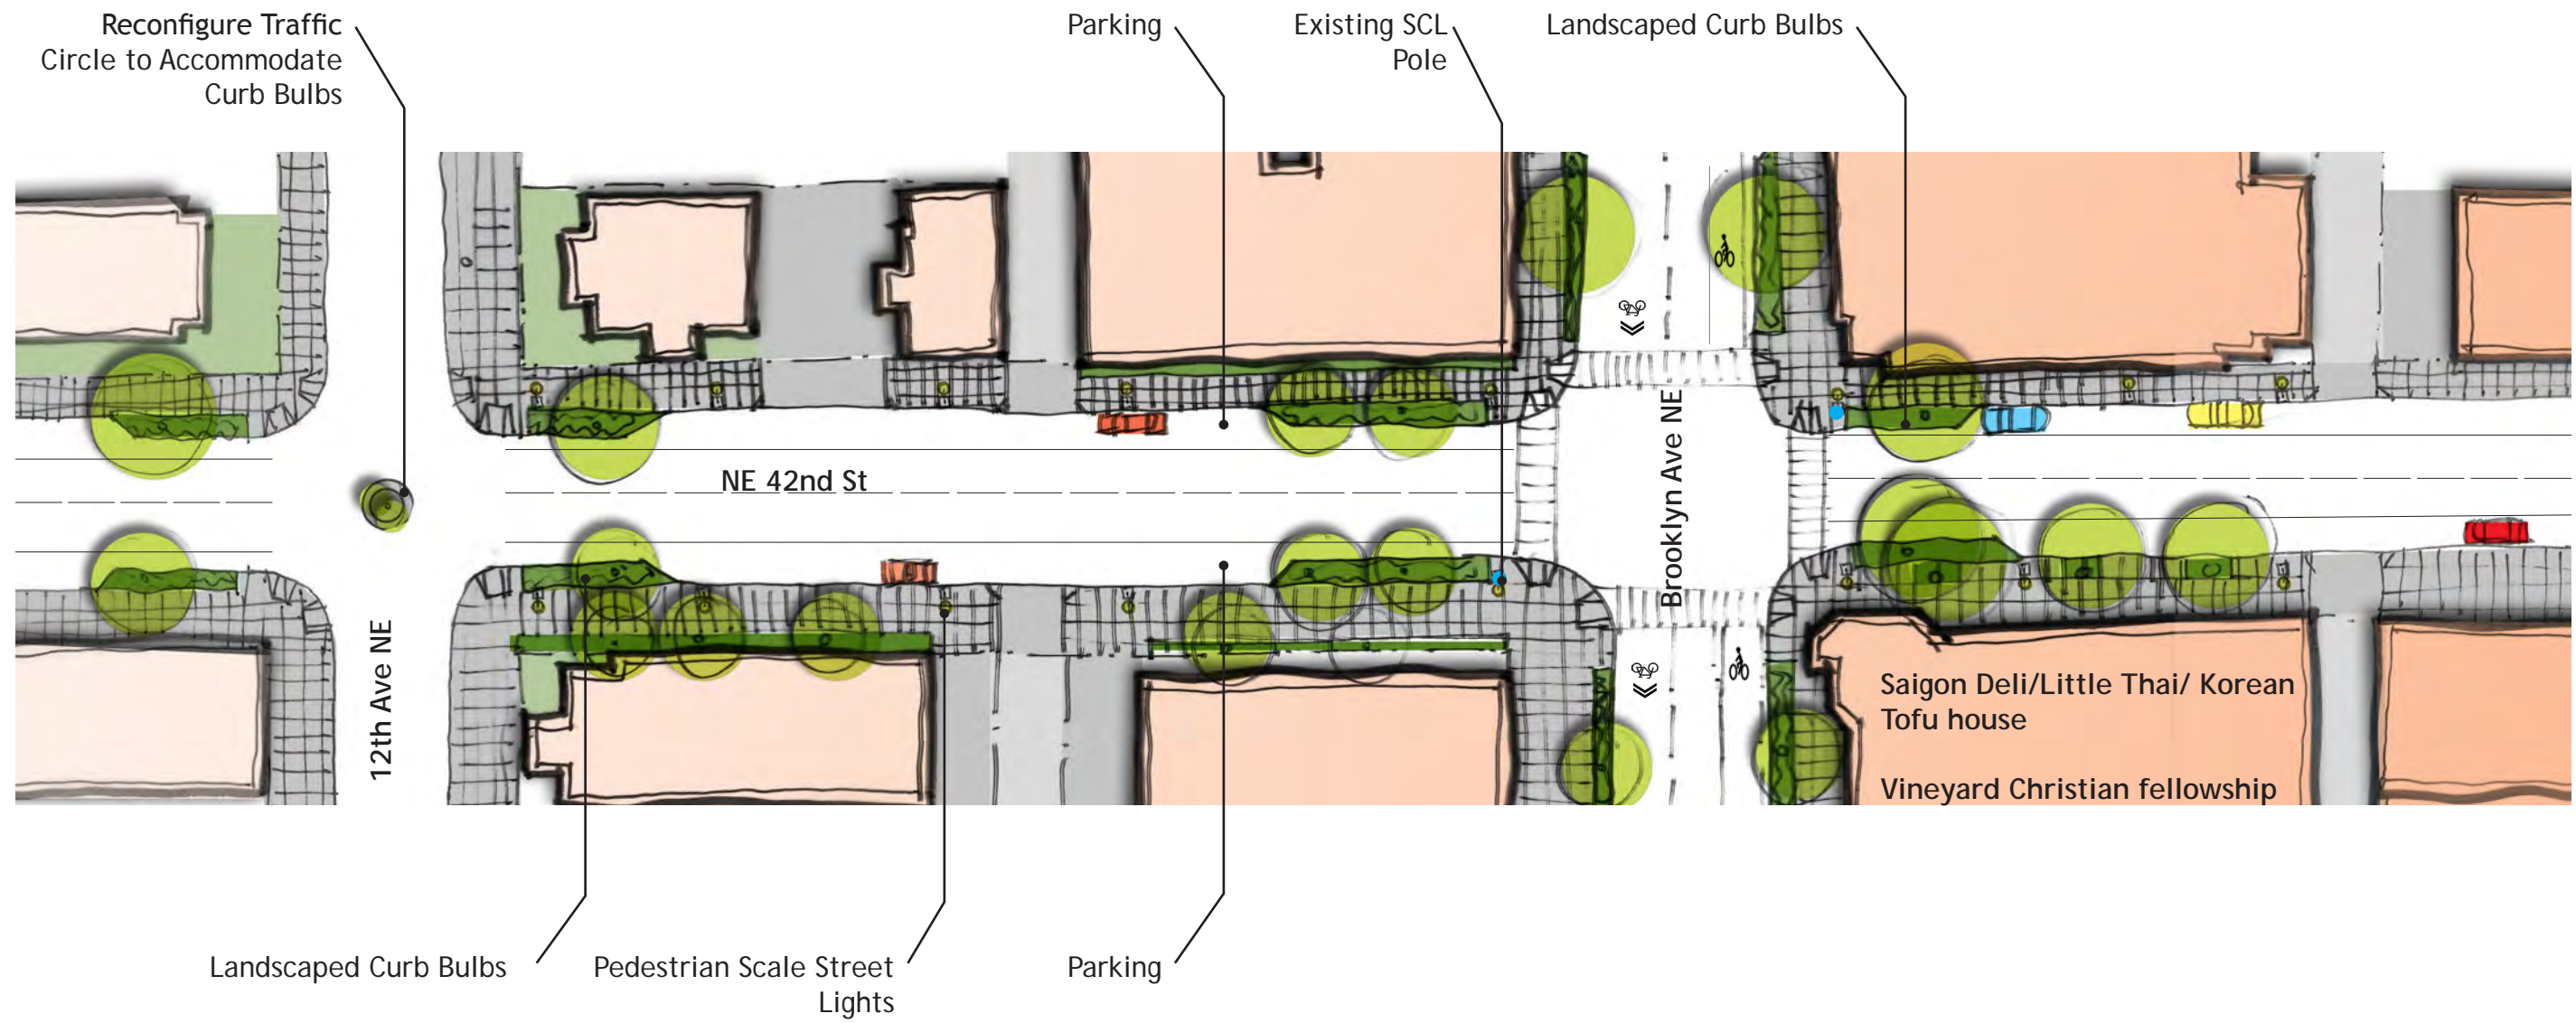 Reconfigure Traffic
Circle to Accommodate
Curb Bulbs
Parking
Existing SCL
Pole
Landscaped Curb Bulbs
NE 42nd St
Brooklyn Ave NE
12th Ave NE
Saigon Deli/Little Thai/ Korean
Tofu house
Vineyard Christian fellowship
Landscaped Curb Bulbs
Pedestrian Scale Street
Lights
Parking